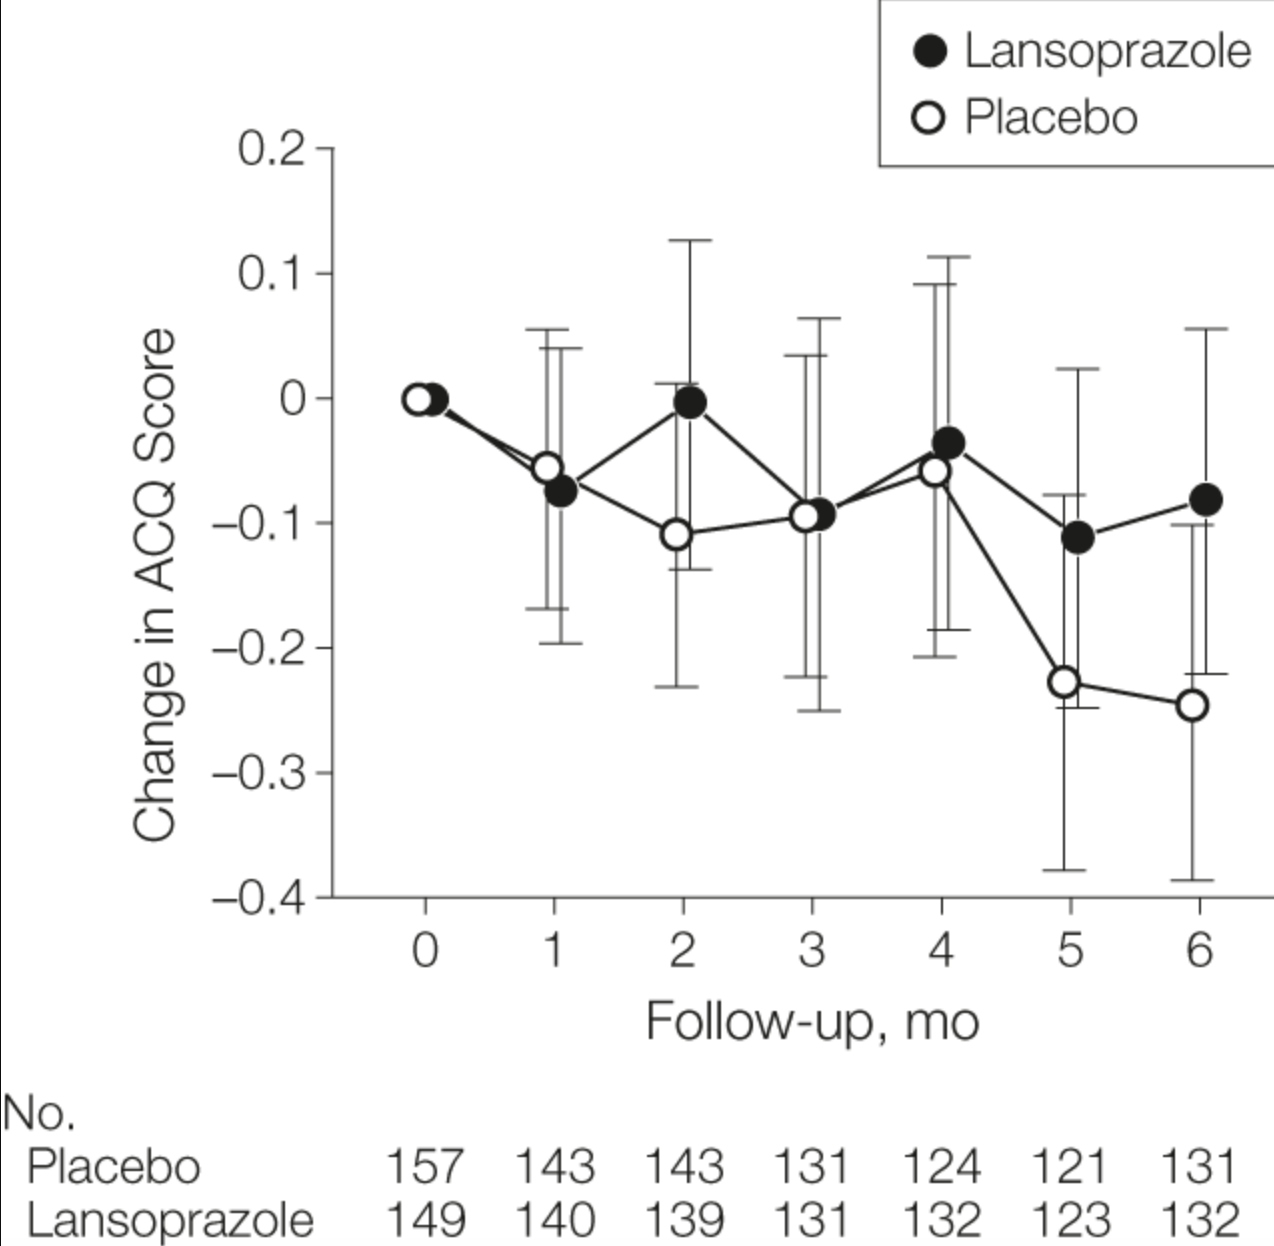 Lansoprazole
Placebo
0.2
0.1
0
–0.1
–0.2
–0.3
–0.4
Change in ACQ Score
0 1 2 3 4 5 6
Follow-up, mo
No.
Placebo 157 143 143 131 124 121 131
Lansoprazole 149 140 139 131 132 123 132